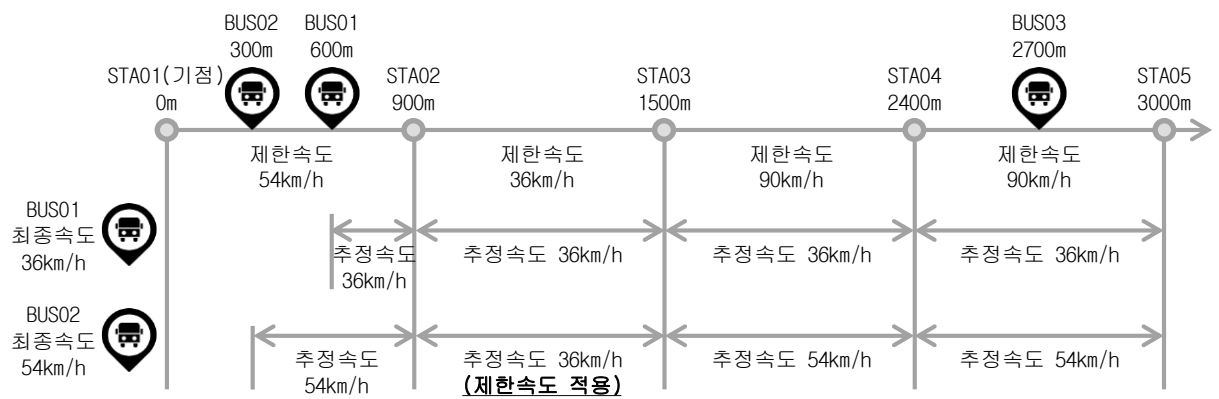 BUS02
300m
BUS01
600m
BUS03
2700m
STA01(기점)
0m
STA02
900m
STA03
1500m
STA04
2400m
STA05
3000m
제한속도
54km/h
제한속도
36km/h
제한속도
90km/h
제한속도
90km/h
BUS01
최종속도
36km/h
추정속도
36km/h
추정속도 36km/h
추정속도 36km/h
추정속도 36km/h
BUS02
최종속도
54km/h
추정속도
54km/h
추정속도 36km/h
(제한속도 적용)
추정속도 54km/h
추정속도 54km/h